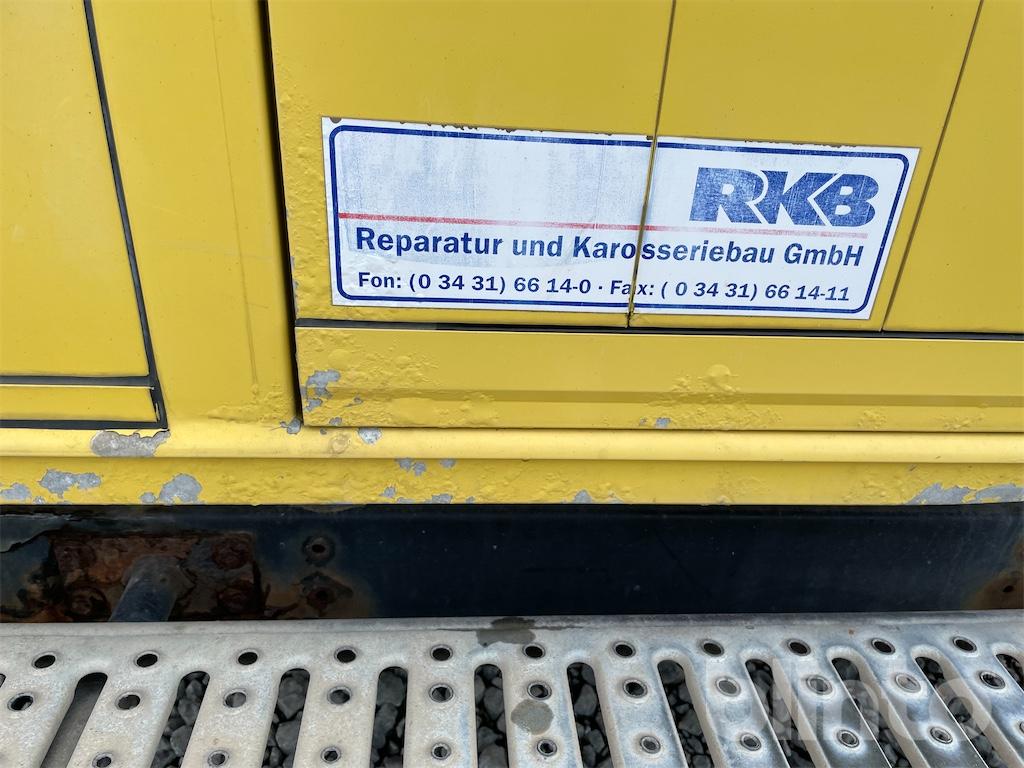 RKB
Reparatur und Karosseriebau GmbH
Fon: (0 34 31) 66 14-0 · Fax: ( 0 34 31) 66 14-11
klinto